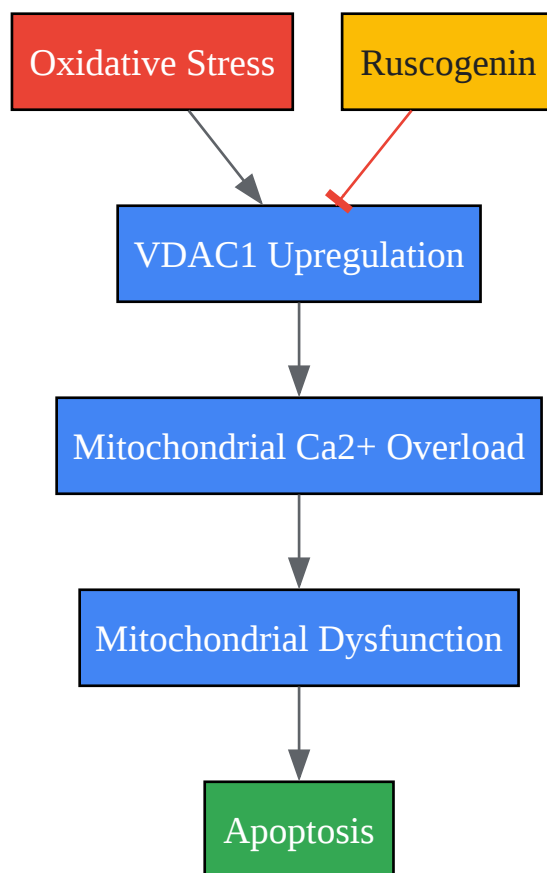 Oxidative Stress
Ruscogenin
VDAC1 Upregulation
Mitochondrial Ca2+ Overload
Mitochondrial Dysfunction
Apoptosis